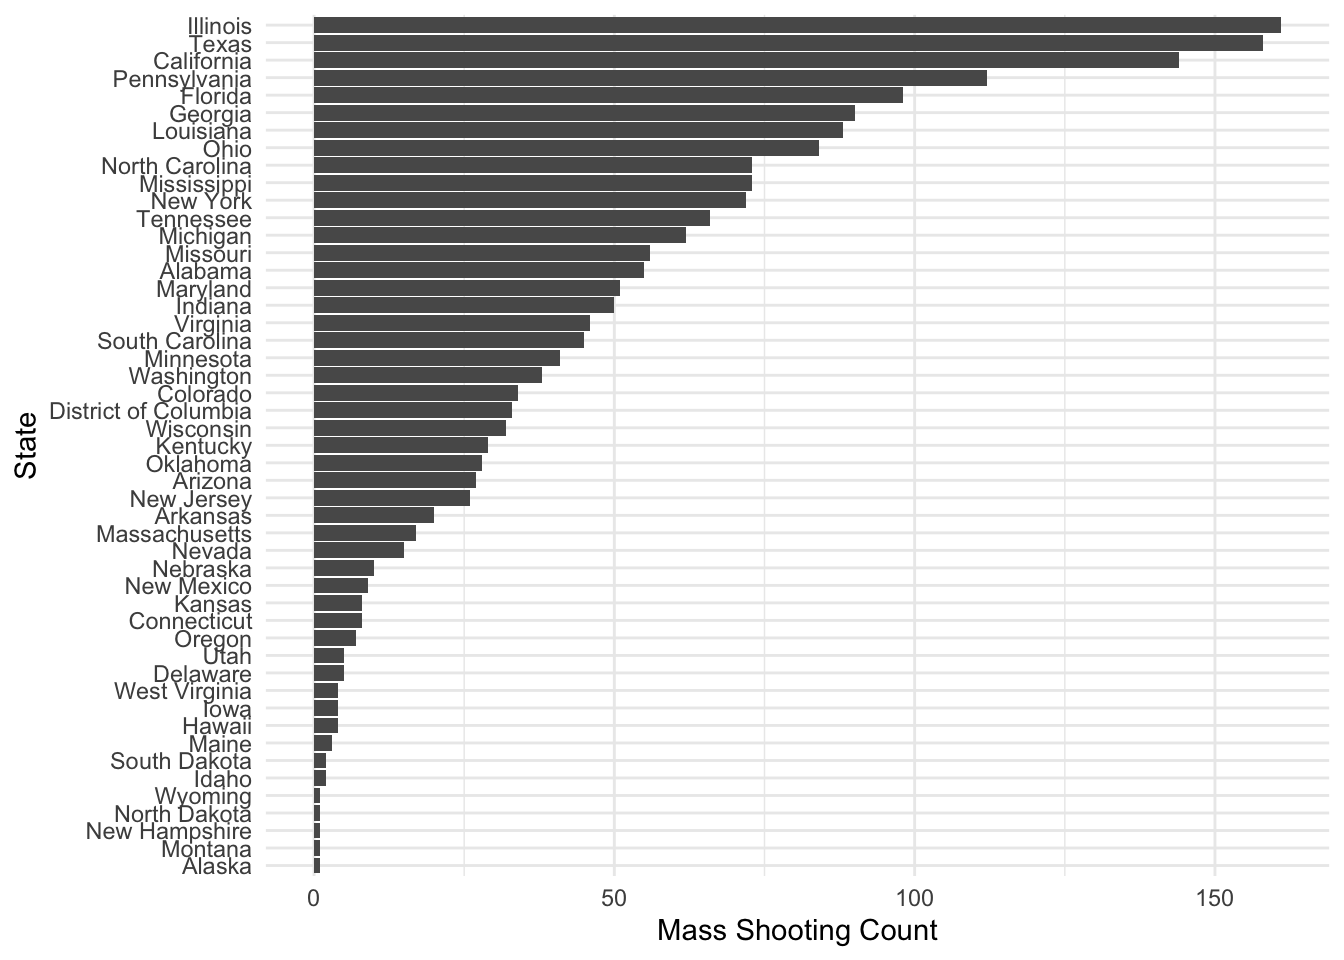 Illinois
Texas
California
Pennsylvania
Florida
Georgia
Louisiana
Ohio
North Carolina
Mississippi
New York
Tennessee
Michigan
Missouri
Alabama
Maryland
Indiana
Virginia
South Carolina
Minnesota
Washington
Colorado
District of Columbia
Wisconsin
Kentucky
Oklahoma
Arizona
New Jersey
Arkansas
Massachusetts
Nevada
Nebraska
New Mexico
Kansas
Connecticut
Oregon
Utah
Delaware
West Virginia
Iowa
Hawaii
Maine
South Dakota
Idaho
Wyoming
North Dakota
New Hampshire
Montana
Alaska
State
0 50 100 150
Mass Shooting Count